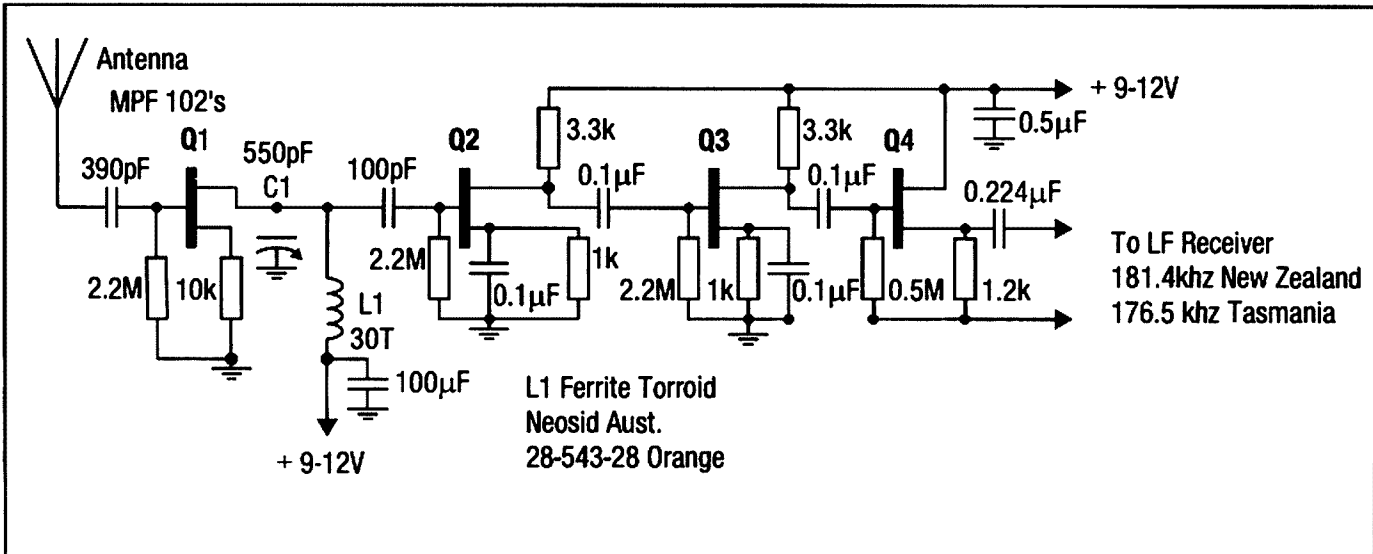 Antenna
MPF 102's
Q1
390pF
2.2M
10k
550pF
C1
L1
30T
100µF
+ 9-12V
100pF
Q2
2.2M
0.1µF
1k
3.3k
0.1µF
Q3
2.2M
1k
0.1µF
3.3k
0.1µF
Q4
0.5M
1.2k
0.224µF
0.5µF
+ 9-12V
To LF Receiver
181.4khz New Zealand
176.5 khz Tasmania
L1 Ferrite Torroid
Neosid Aust.
28-543-28 Orange